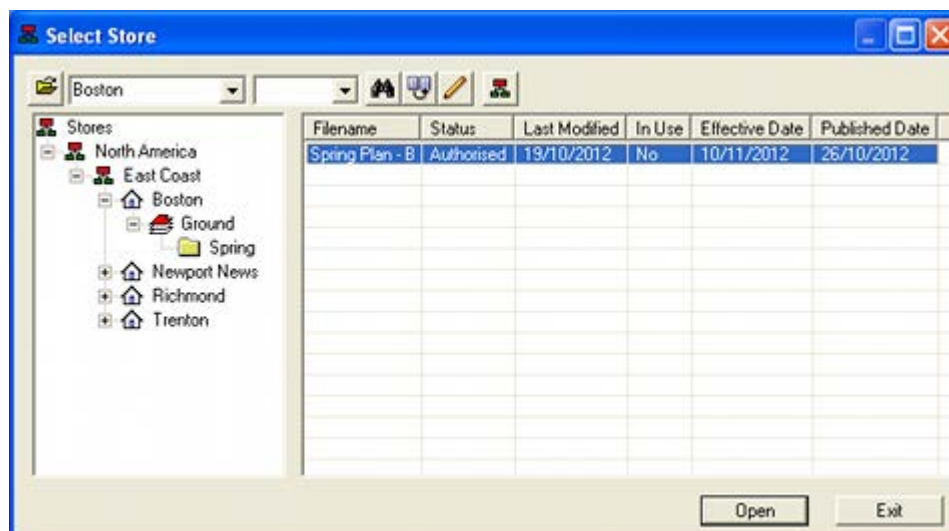 Select Store
Boston
Stores
North America
East Coast
Boston
Ground
Spring
Newport News
Richmond
Trenton
Filename Status Last Modified In Use Effective Date Published Date
Spring Plan - B Authorised 19/10/2012 No 10/11/2012 26/10/2012
Open Exit